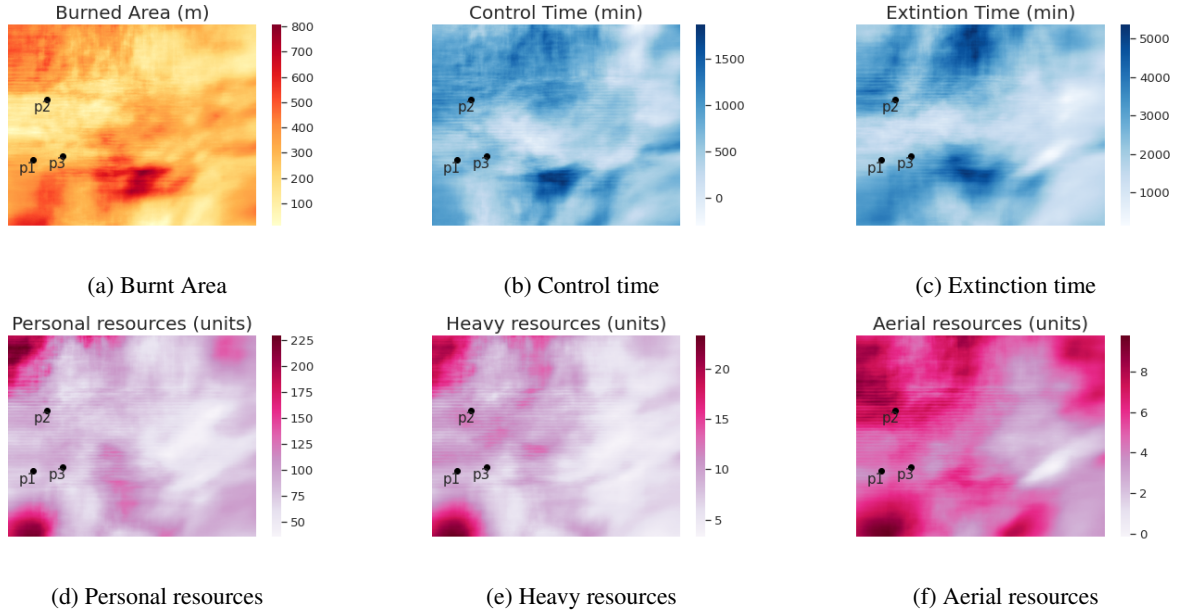 Burned Area (m)
Control Time (min)
Extintion Time (min)
800
700
600
500
400
300
200
100
p2
p1
p3
1500
1000
500
0
p2
p1
p3
5000
4000
3000
2000
1000
p2
p1
p3
(a) Burnt Area
(b) Control time
(c) Extinction time
Personal resources (units)
Heavy resources (units)
Aerial resources (units)
225
200
175
150
125
100
75
50
p2
p1
p3
20
15
10
5
p2
p1
p3
8
6
4
2
0
p2
p1
p3
(d) Personal resources
(e) Heavy resources
(f) Aerial resources